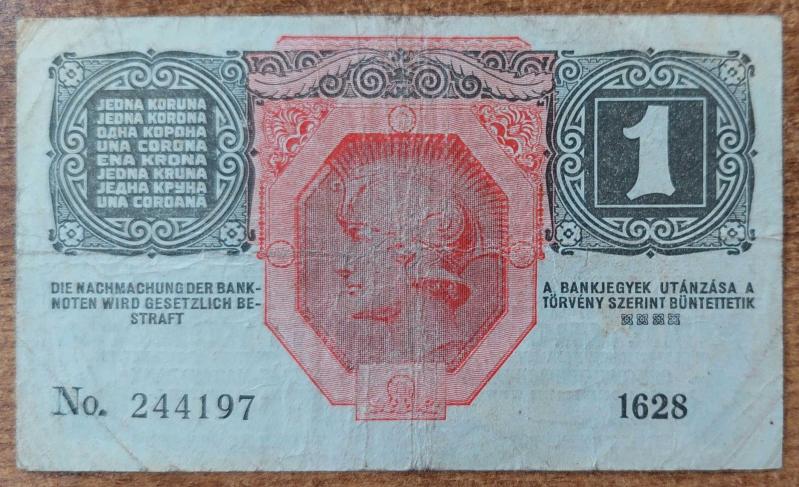 JEDNA KORUNA
JEDNA KORONA
ОДНА КОРОНА
UNA CORONA
ENA KRONA
JEDNA KRUNA
ЈЕДНА КРУНА
UNA COROANĂ
1
DIE NACHMACHUNG DER BANK-
NOTEN WIRD GESETZLICH BE-
STRAFT
A BANKJEGYEK UTÁNZÁSA A
TÖRVÉNY SZERINT BÜNTETTETIK
No. 244197
1628